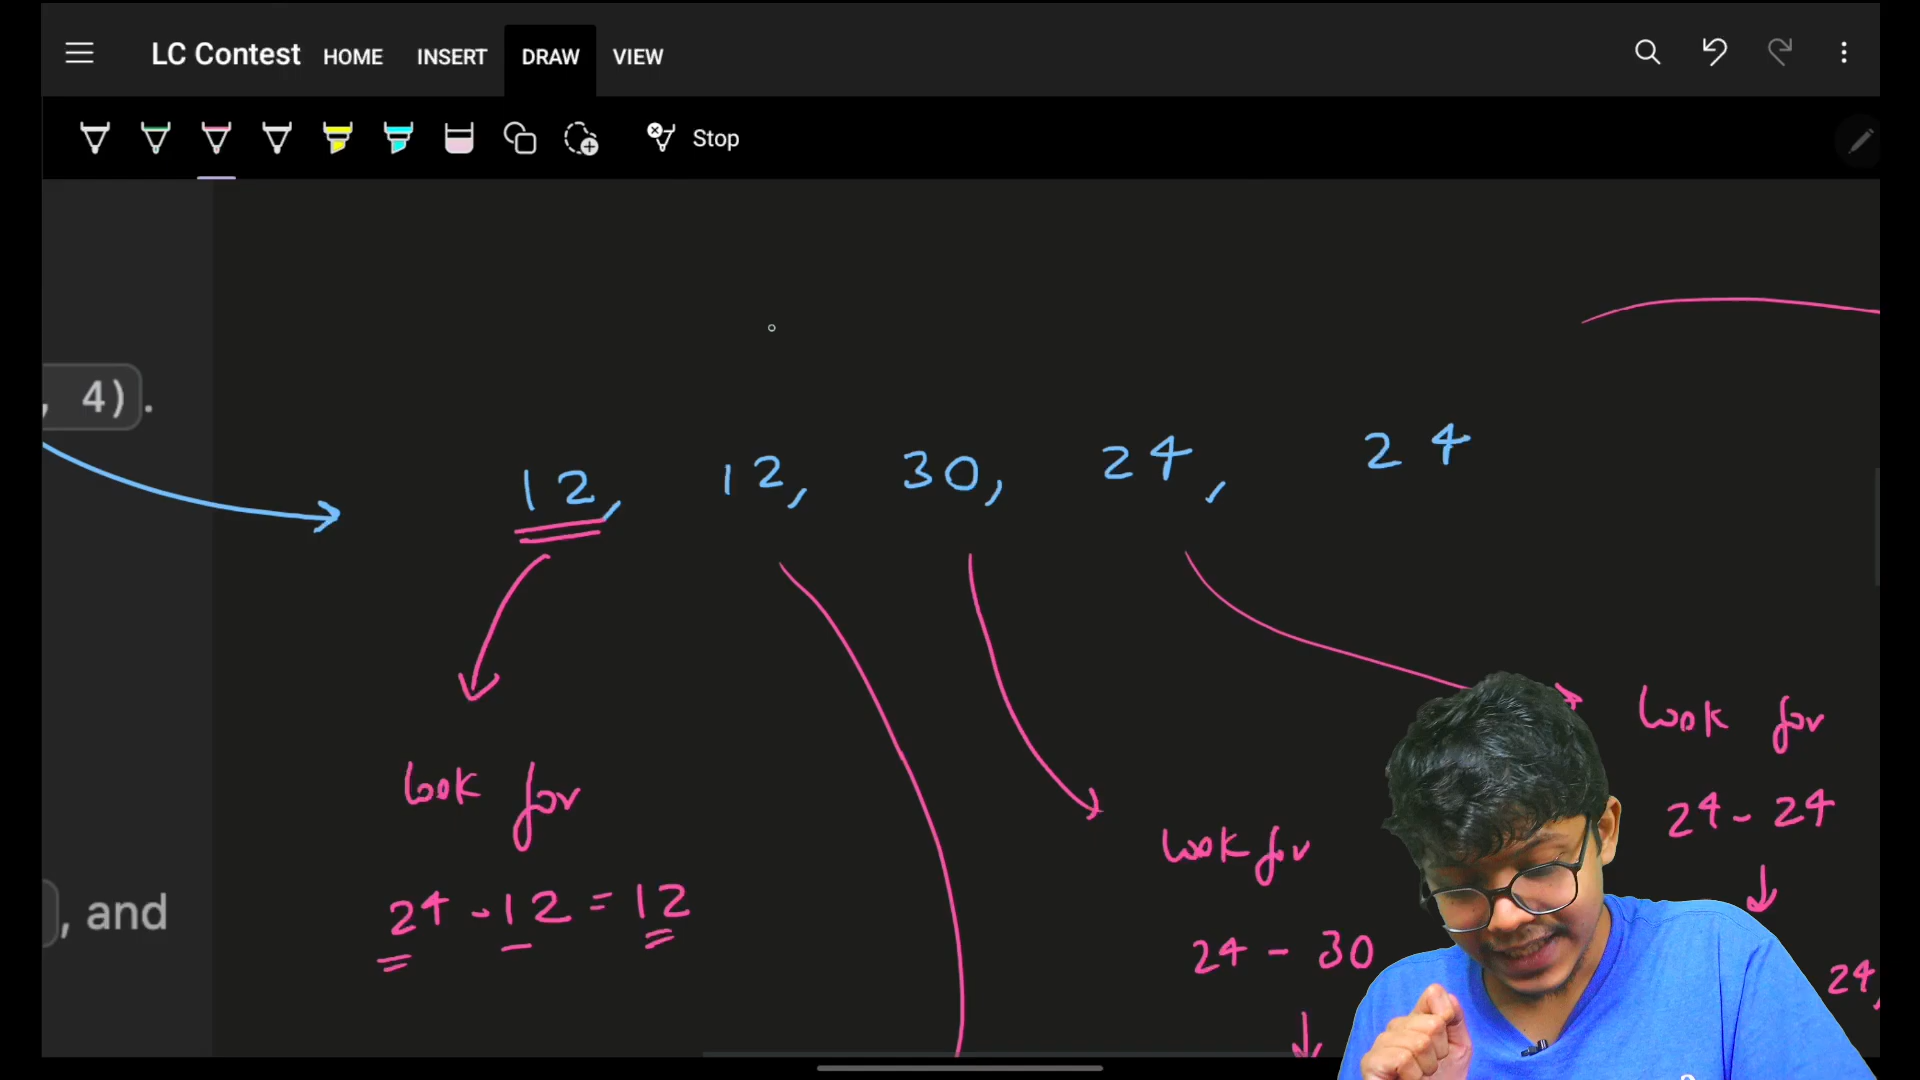 LC Contest HOME INSERT DRAW VIEW
Stop
, 4).
12, 12, 30, 24, 24
look for
24 - 12 = 12
look for
24 - 30
look for
24 - 24
24,
, and